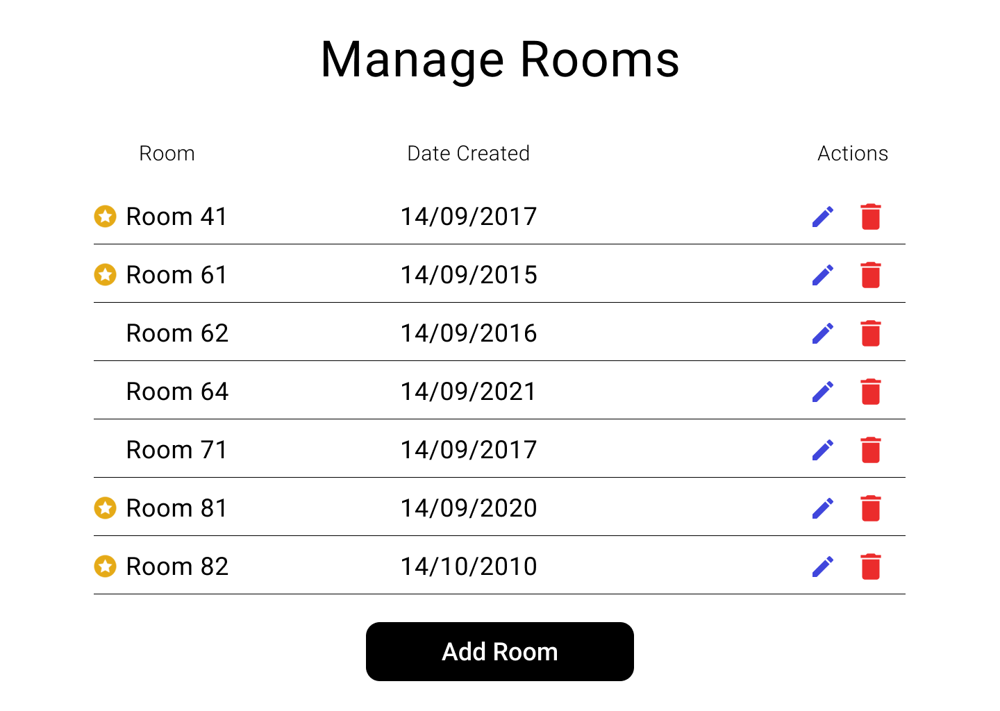 Manage Rooms
Room Date Created Actions
Room 41 14/09/2017
Room 61 14/09/2015
Room 62 14/09/2016
Room 64 14/09/2021
Room 71 14/09/2017
Room 81 14/09/2020
Room 82 14/10/2010
Add Room